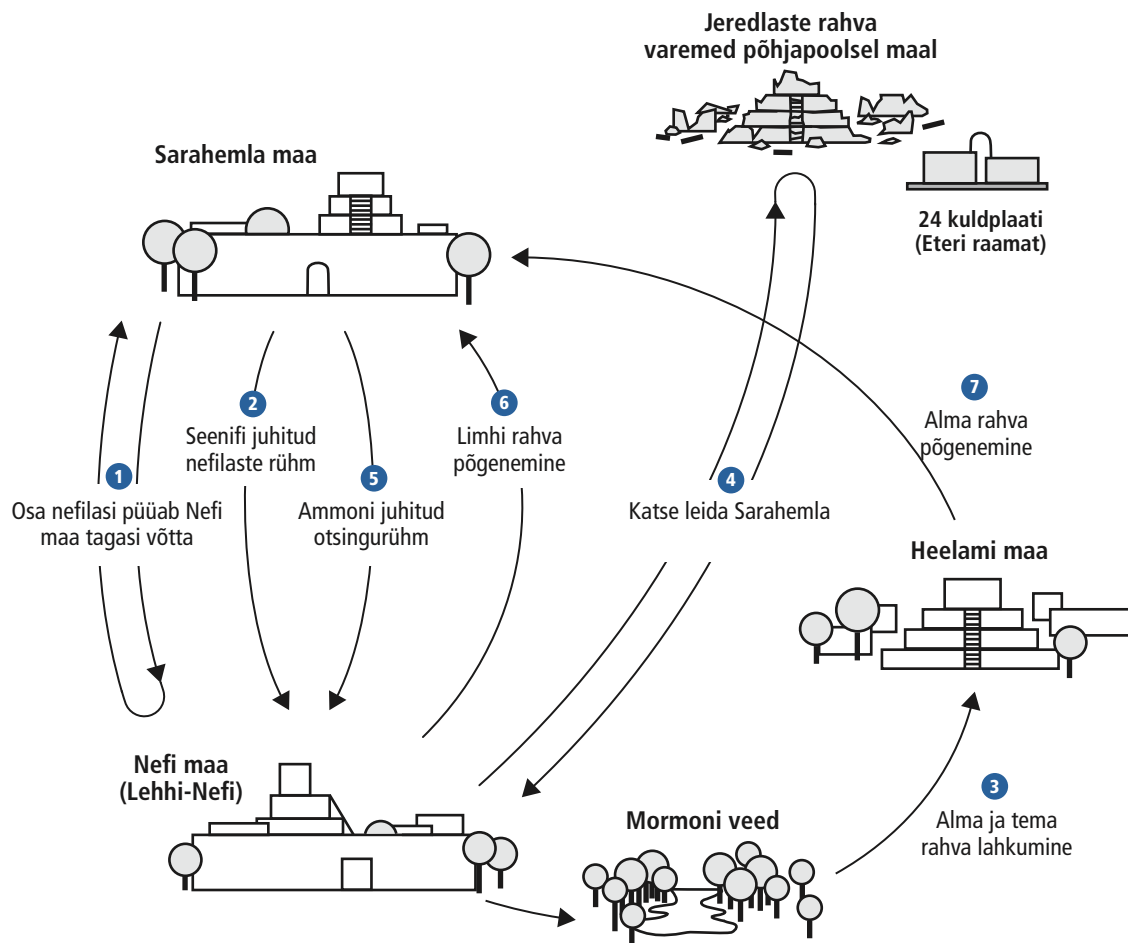 Jeredlaste rahva
varemed põhjapoolsel maal
Sarahemla maa
24 kuldplaati
(Eteri raamat)
2
Seenifi juhitud
nefilaste rühm
6
Limhi rahva
põgenemine
7
Alma rahva
põgenemine
1
Osa nefilasi püüab Nefi
maa tagasi võtta
5
Ammoni juhitud
otsingurühm
4
Katse leida Sarahemla
Heelami maa
Nefi maa
(Lehhi-Nefi)
Mormoni veed
3
Alma ja tema
rahva lahkumine